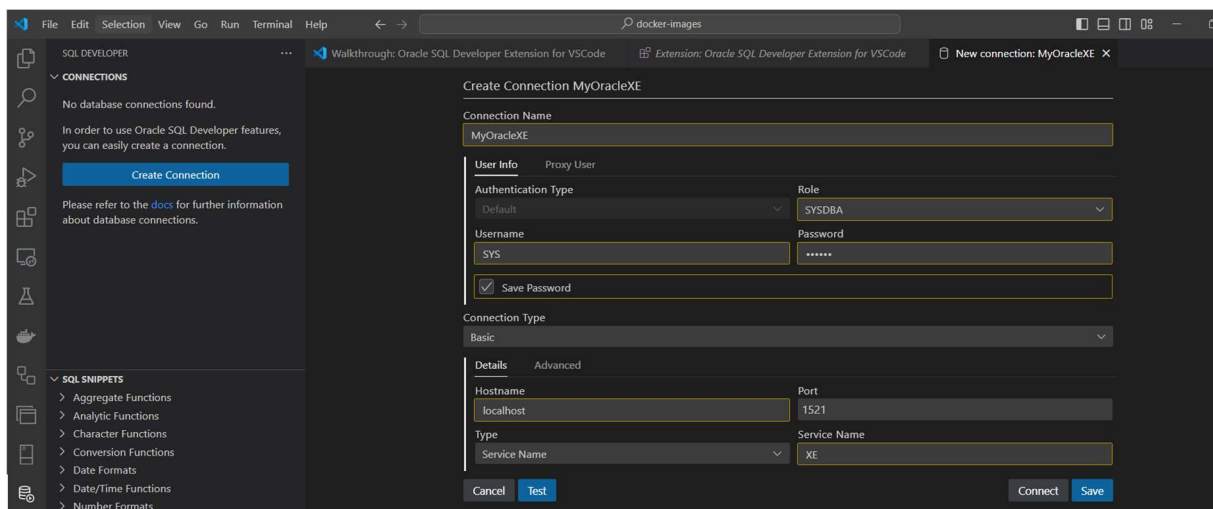 File Edit Selection View Go Run Terminal Help
docker-images
SQL DEVELOPER
Walkthrough: Oracle SQL Developer Extension for VSCode
Extension: Oracle SQL Developer Extension for VSCode
New connection: MyOracleXE
CONNECTIONS
No database connections found.
In order to use Oracle SQL Developer features,
you can easily create a connection.
Create Connection
Please refer to the docs for further information
about database connections.
SQL SNIPPETS
Aggregate Functions
Analytic Functions
Character Functions
Conversion Functions
Date Formats
Date/Time Functions
Number Formats
Create Connection MyOracleXE
Connection Name
MyOracleXE
User Info Proxy User
Authentication Type Role
Default SYSDBA
Username Password
SYS ••••••
Save Password
Connection Type
Basic
Details Advanced
Hostname Port
localhost 1521
Type Service Name
Service Name XE
Cancel Test Connect Save